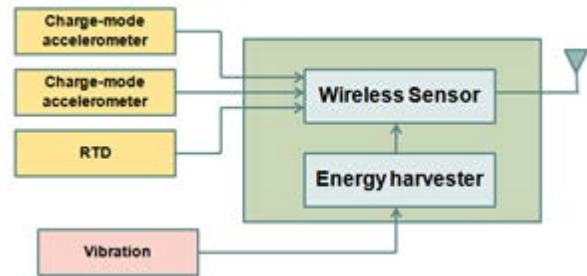 Charge-mode
accelerometer
Charge-mode
accelerometer
RTD
Wireless Sensor
Energy harvester
Vibration